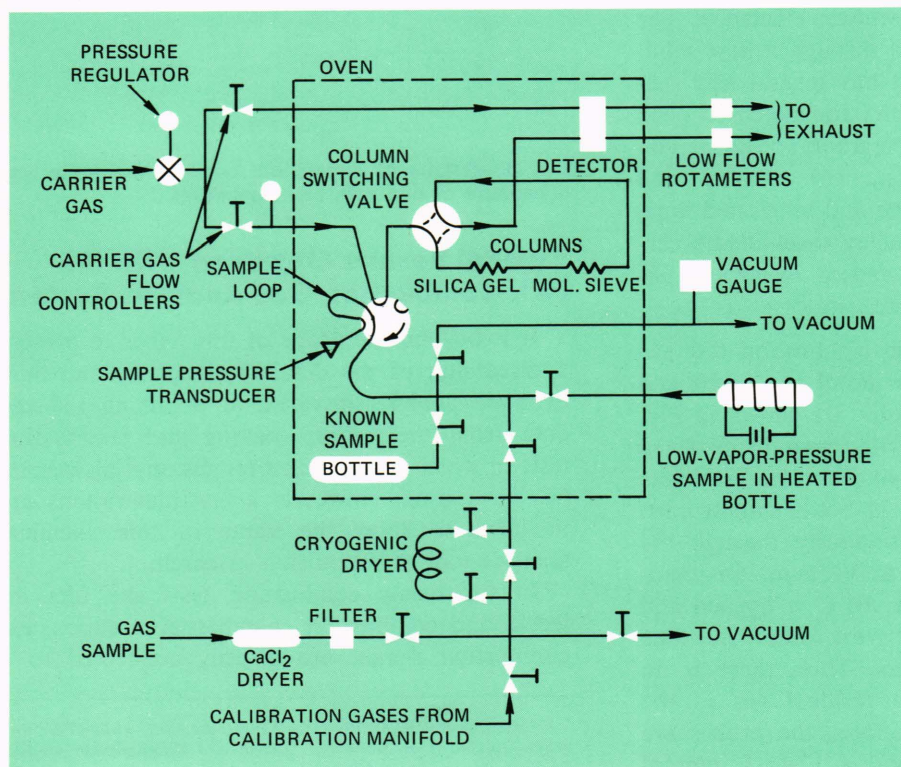 PRESSURE
REGULATOR
OVEN
CARRIER
GAS
COLUMN
SWITCHING
VALVE
DETECTOR
LOW FLOW
ROTAMETERS
TO
EXHAUST
CARRIER GAS
FLOW
CONTROLLERS
SAMPLE
LOOP
COLUMNS
SILICA GEL
MOL. SIEVE
VACUUM
GAUGE
TO VACUUM
SAMPLE PRESSURE
TRANSDUCER
KNOWN
SAMPLE
BOTTLE
LOW-VAPOR-PRESSURE
SAMPLE IN HEATED
BOTTLE
CRYOGENIC
DRYER
GAS
SAMPLE
FILTER
CaCl2
DRYER
TO VACUUM
CALIBRATION GASES FROM
CALIBRATION MANIFOLD